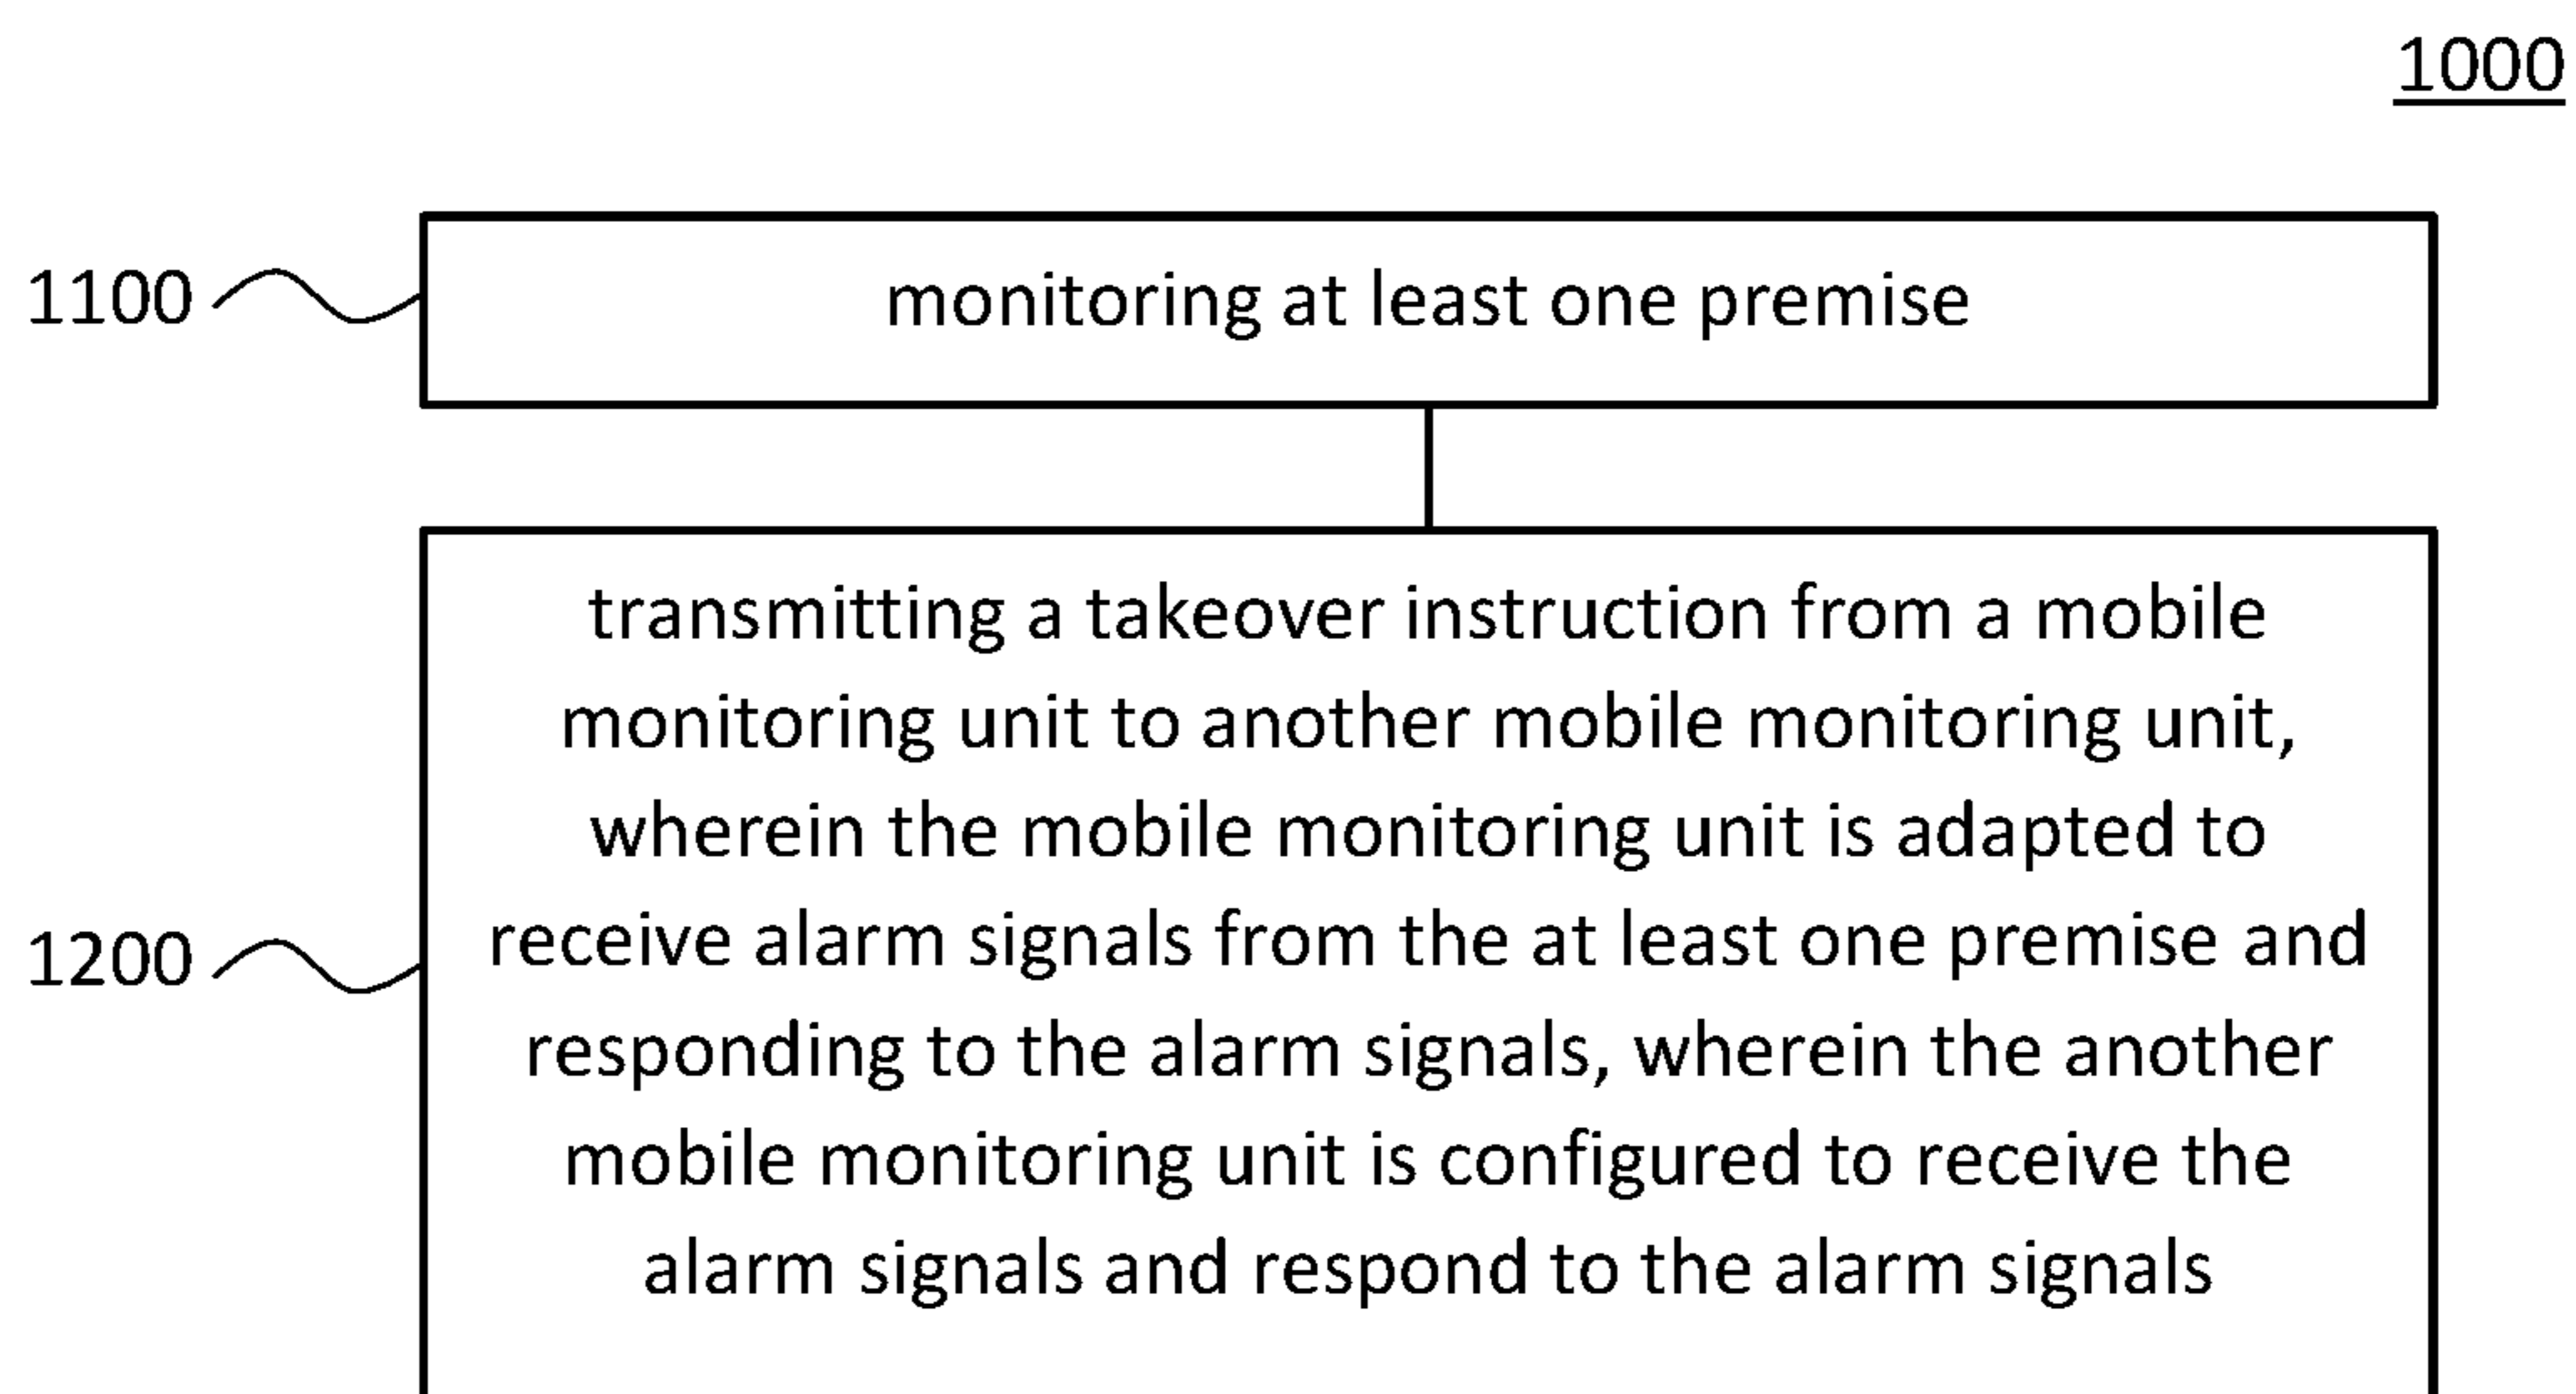 1000
1100
monitoring at least one premise
transmitting a takeover instruction from a mobile
monitoring unit to another mobile monitoring unit,
wherein the mobile monitoring unit is adapted to
receive alarm signals from the at least one premise and
1200
responding to the alarm signals, wherein the another
mobile monitoring unit is configured to receive the
alarm signals and respond to the alarm signals